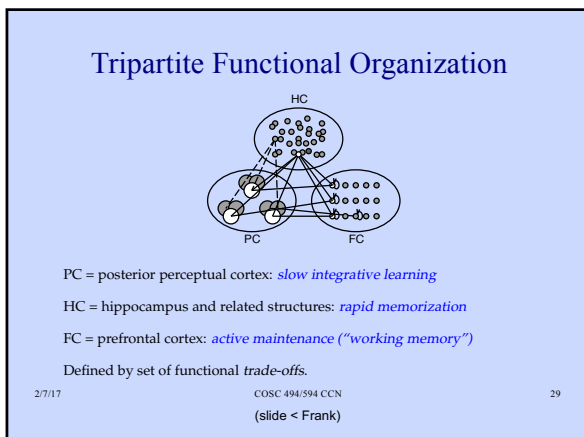 Tripartite Functional Organization
HC
PC
FC
PC = posterior perceptual cortex: slow integrative learning
HC = hippocampus and related structures: rapid memorization
FC = prefrontal cortex: active maintenance (“working memory”)
Defined by set of functional trade-offs.
2/7/17 COSC 494/594 CCN 29
(slide < Frank)